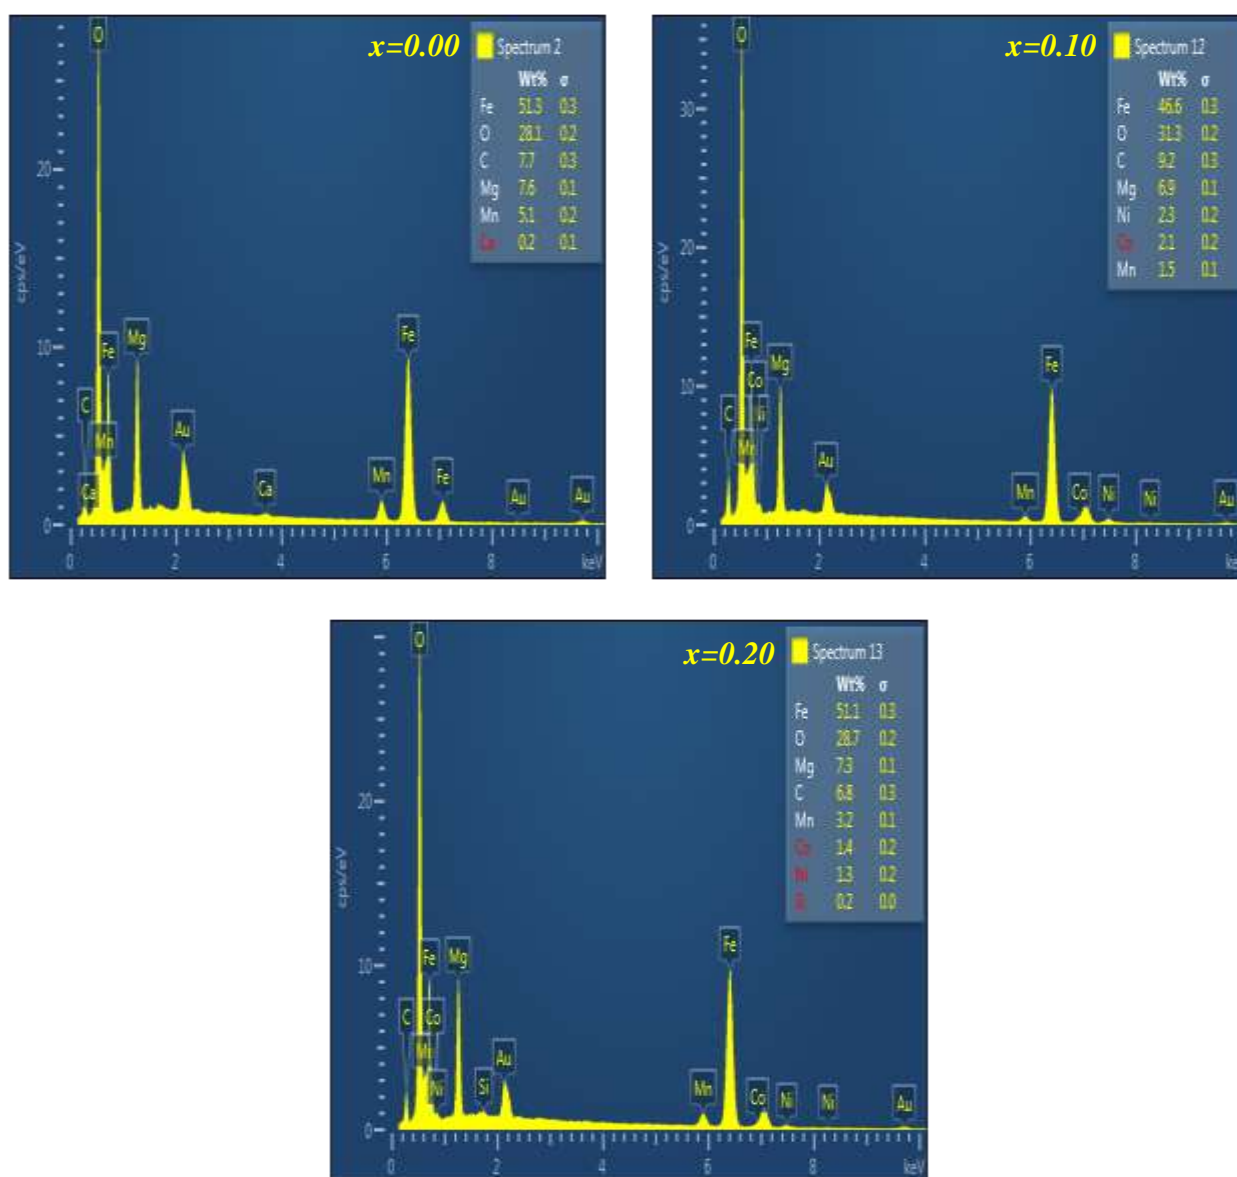 x=0.00
Spectrum 2
Wt% σ
Fe 51.3 0.3
O 28.1 0.2
C 7.7 0.3
Mg 7.6 0.1
Mn 5.1 0.2
Ca 0.2 0.1
cps/eV
20
10
0
O
Fe
Mg
C
Mn
Ca
Au
Ca
Mn
Fe
Fe
Au
Au
0 2 4 6 8 keV
x=0.10
Spectrum 12
Wt% σ
Fe 46.6 0.3
O 31.3 0.2
C 9.2 0.3
Mg 6.9 0.1
Ni 2.3 0.2
Co 2.1 0.2
Mn 1.5 0.1
cps/eV
30
20
10
0
O
Fe
Co
Mg
C
Au
Mn
Fe
Co
Ni
Ni
Au
0 2 4 6 8
x=0.20
Spectrum 13
Wt% σ
Fe 51.1 0.3
O 28.7 0.2
Mg 7.3 0.1
C 6.8 0.3
Mn 3.2 0.1
Co 1.4 0.2
Ni 1.3 0.2
0.2 0.0
cps/eV
20
10
0
O
Fe
Mg
C
Co
Ni
Si
Au
Mn
Fe
Co
Ni
Ni
Au
0 2 4 6 8 keV